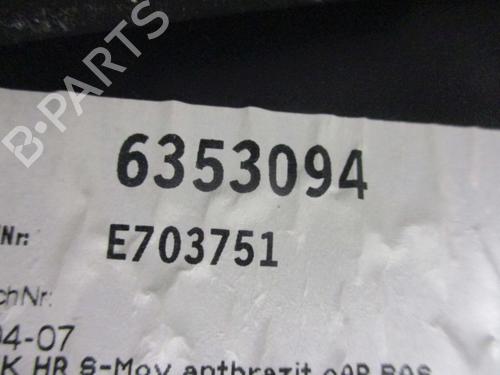 B-PARTS
6353094
Nr: E703751
chNr:
04-07
K HR S-Mov anthrazit